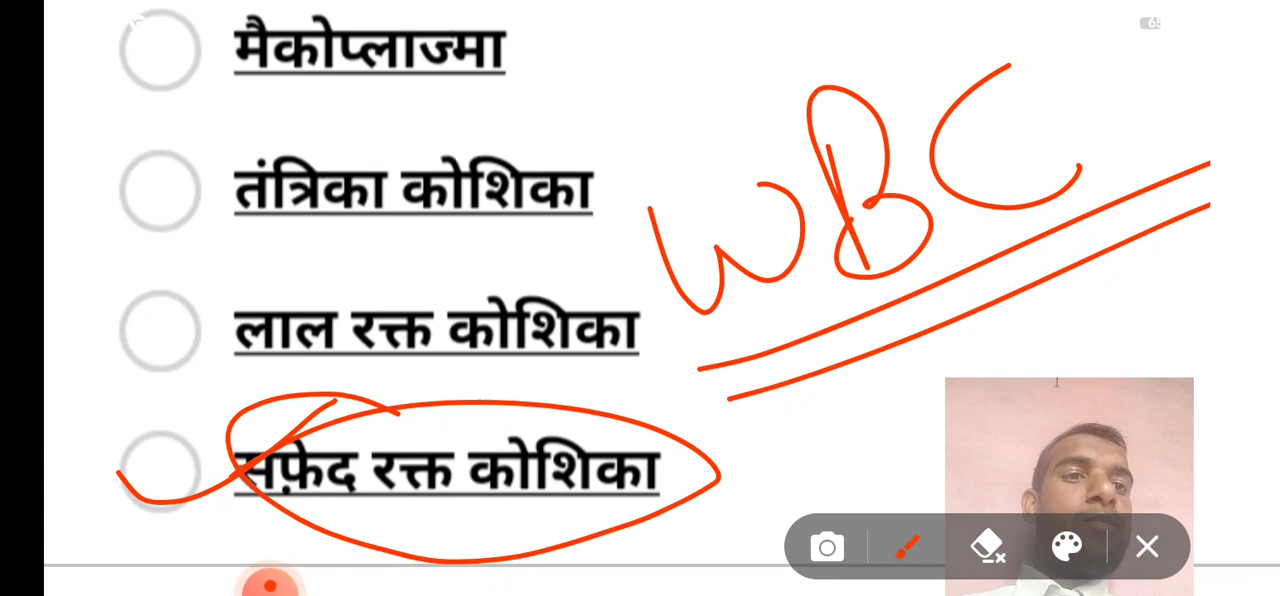 मैकोप्लाज्मा
तंत्रिका कोशिका
WBC
लाल रक्त कोशिका
सफ़ेद रक्त कोशिका